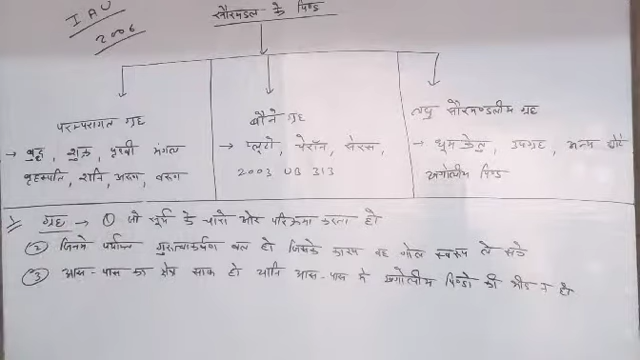 IAU
2006
सौरमंडल के पिण्ड
परम्परागत ग्रह
→ बुद्ध, शुक्र, पृथ्वी मंगल
बृहस्पति, शनि, अरुण, वरुण
बौने ग्रह
→ प्लूटो, चेरॉन, सेरस,
2003 UB 313
लघु सौरमण्डलीय ग्रह
→ धूमकेतु, उपग्रह, अन्य छोटे
खगोलीय पिण्ड
ग्रह → ① जो सूर्य के चारो ओर परिक्रमा करता हो
② जिनमे पर्याप्त गुरुत्वाकर्षण बल हो जिसके कारण वह गोल स्वरूप ले सके
③ आस-पास का क्षेत्र साफ हो यानि आस-पास मे खगोलीय पिण्डो की भीड न हो